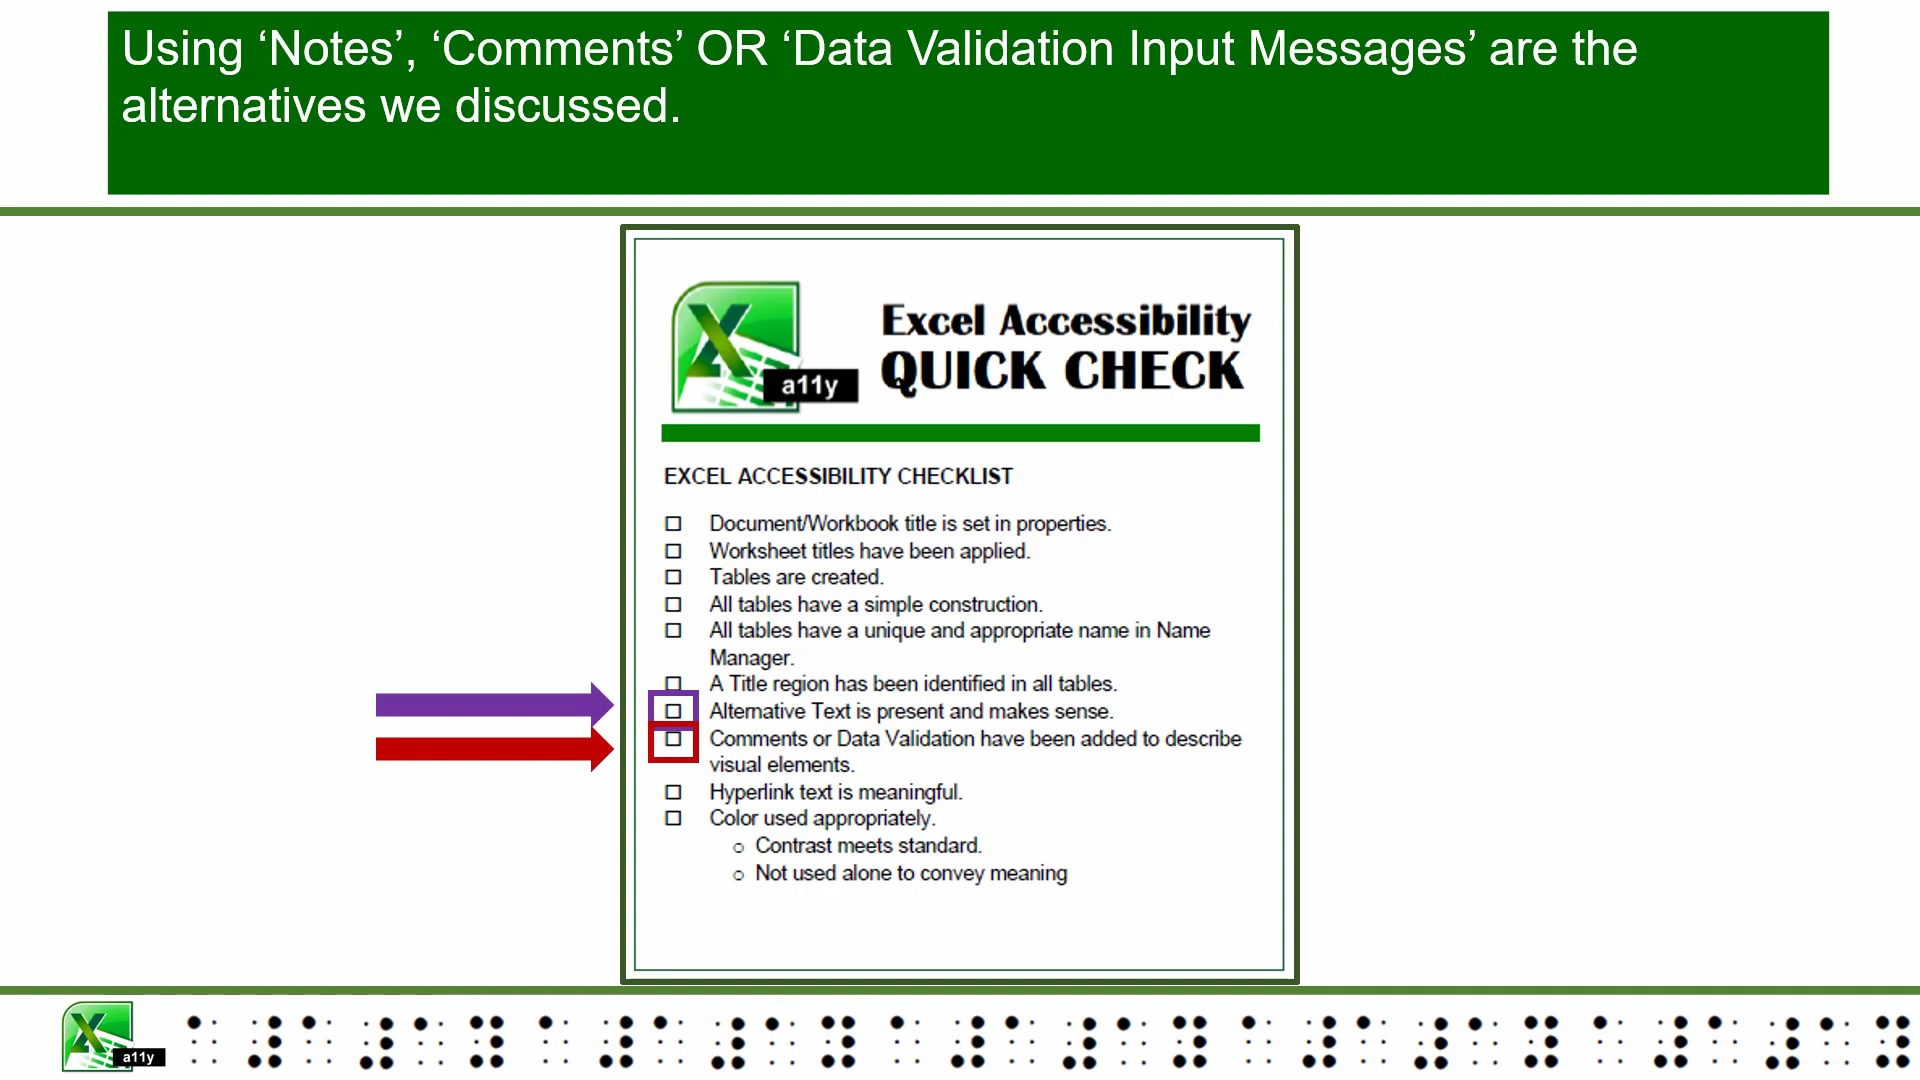 Using ‘Notes’, ‘Comments’ OR ‘Data Validation Input Messages’ are the
alternatives we discussed.
a11y
Excel Accessibility
QUICK CHECK
EXCEL ACCESSIBILITY CHECKLIST
☐ Document/Workbook title is set in properties.
☐ Worksheet titles have been applied.
☐ Tables are created.
☐ All tables have a simple construction.
☐ All tables have a unique and appropriate name in Name
Manager.
☐ A Title region has been identified in all tables.
☐ Alternative Text is present and makes sense.
☐ Comments or Data Validation have been added to describe
visual elements.
☐ Hyperlink text is meaningful.
☐ Color used appropriately.
○ Contrast meets standard.
○ Not used alone to convey meaning
a11y